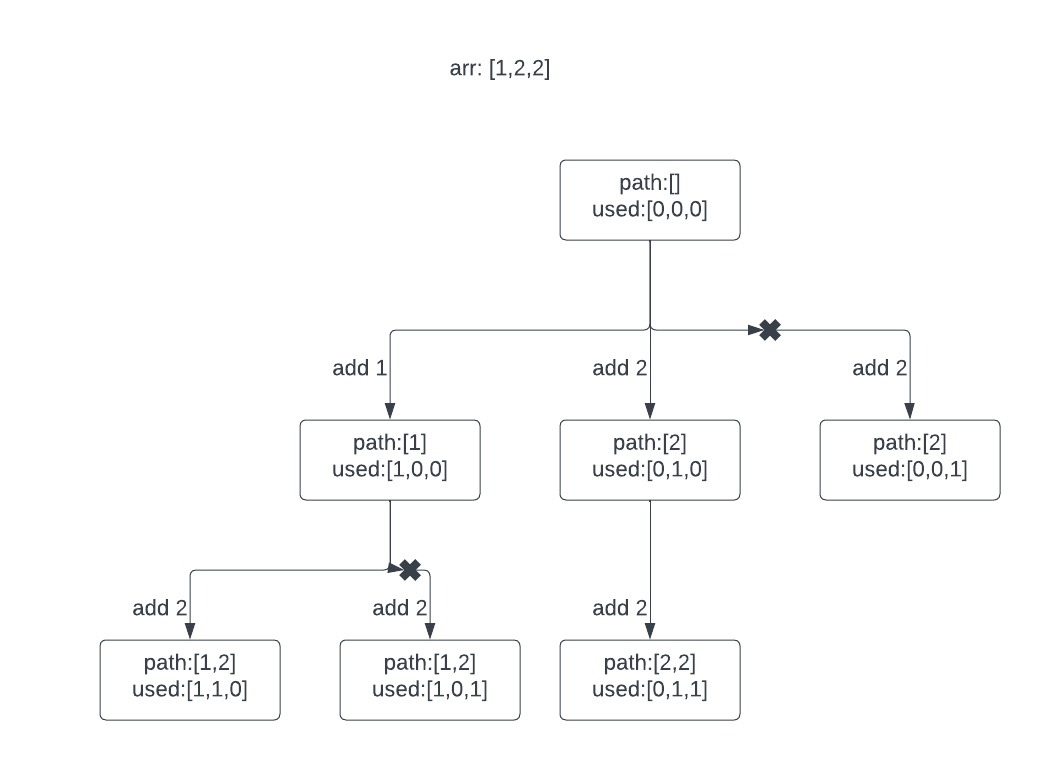 arr: [1,2,2]
path:[]
used:[0,0,0]
add 1
add 2
add 2
path:[1]
used:[1,0,0]
path:[2]
used:[0,1,0]
path:[2]
used:[0,0,1]
add 2
add 2
add 2
path:[1,2]
used:[1,1,0]
path:[1,2]
used:[1,0,1]
path:[2,2]
used:[0,1,1]